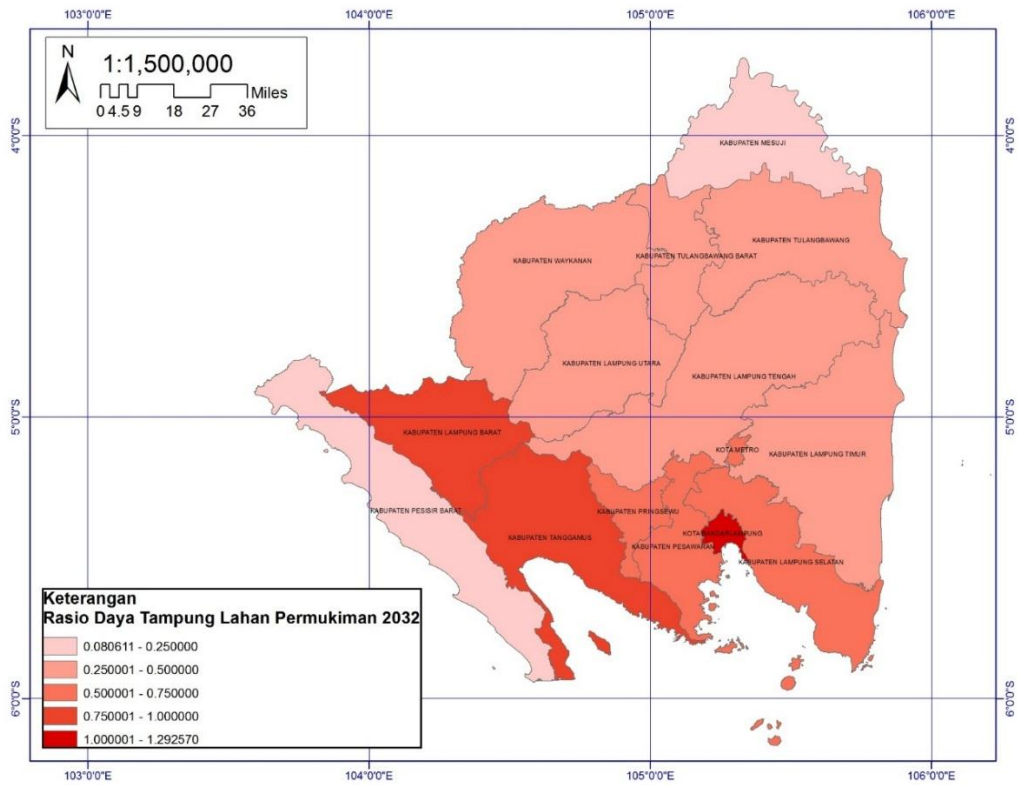 103°0'0"E 104°0'0"E 105°0'0"E 106°0'0"E
N
1:1,500,000
Miles
0 4.5 9 18 27 36
4°0'0"S 4°0'0"S
KABUPATEN MESUJI
KABUPATEN TULANGBAWANG
KABUPATEN WAYKANAN
KABUPATEN TULANGBAWANG BARAT
KABUPATEN LAMPUNG UTARA
KABUPATEN LAMPUNG TENGAH
5°0'0"S 5°0'0"S
KABUPATEN LAMPUNG BARAT
KOTA METRO
KABUPATEN LAMPUNG TIMUR
KABUPATEN PESISIR BARAT
KABUPATEN PRINGSEWU
KABUPATEN TANGGAMUS
KOTA BANDAR LAMPUNG
KABUPATEN PESAWARAN
KABUPATEN LAMPUNG SELATAN
Keterangan
Rasio Daya Tampung Lahan Permukiman 2032
0.080611 - 0.250000
0.250001 - 0.500000
0.500001 - 0.750000
0.750001 - 1.000000
1.000001 - 1.292570
6°0'0"S 6°0'0"S
103°0'0"E 104°0'0"E 105°0'0"E 106°0'0"E